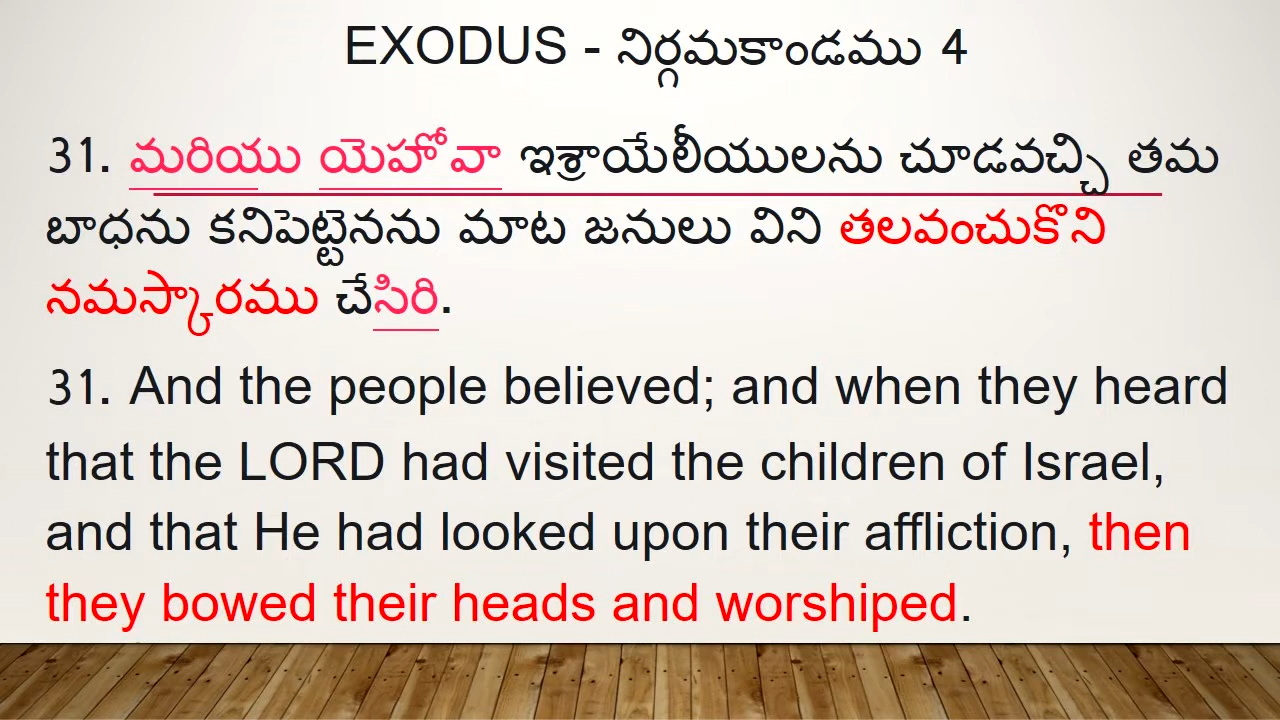 EXODUS - నిర్గమకాండము 4
31. మరియు యెహోవా ఇశ్రాయేలీయులను చూడవచ్చి తమ
బాధను కనిపెట్టెనను మాట జనులు విని తలవంచుకొని
నమస్కారము చేసిరి.
31. And the people believed; and when they heard
that the LORD had visited the children of Israel,
and that He had looked upon their affliction, then
they bowed their heads and worshiped.